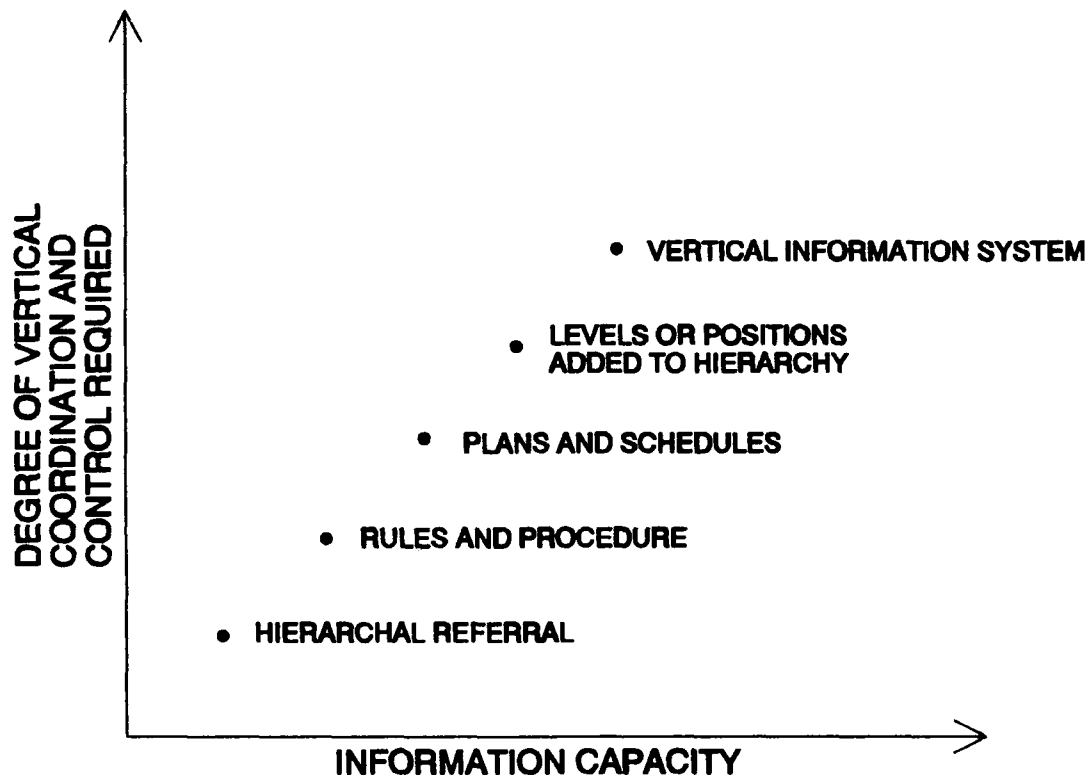 DEGREE OF VERTICAL
COORDINATION AND
CONTROL REQUIRED
VERTICAL INFORMATION SYSTEM
LEVELS OR POSITIONS
ADDED TO HIERARCHY
PLANS AND SCHEDULES
RULES AND PROCEDURE
HIERARCHAL REFERRAL
INFORMATION CAPACITY